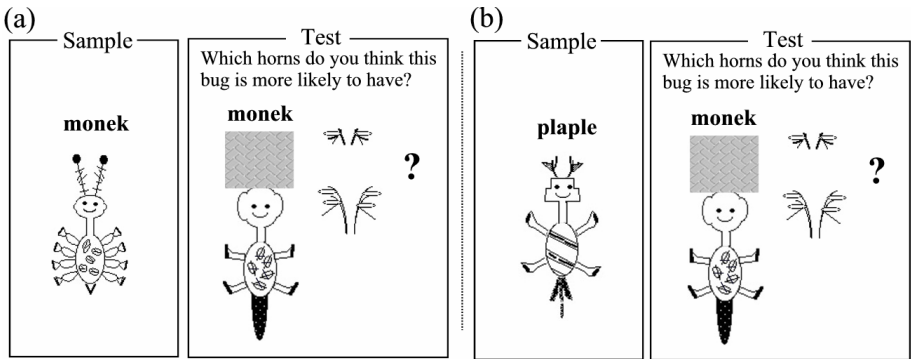 (a)
Sample
monek
Test
Which horns do you think this
bug is more likely to have?
monek
?
(b)
Sample
plaple
Test
Which horns do you think this
bug is more likely to have?
monek
?